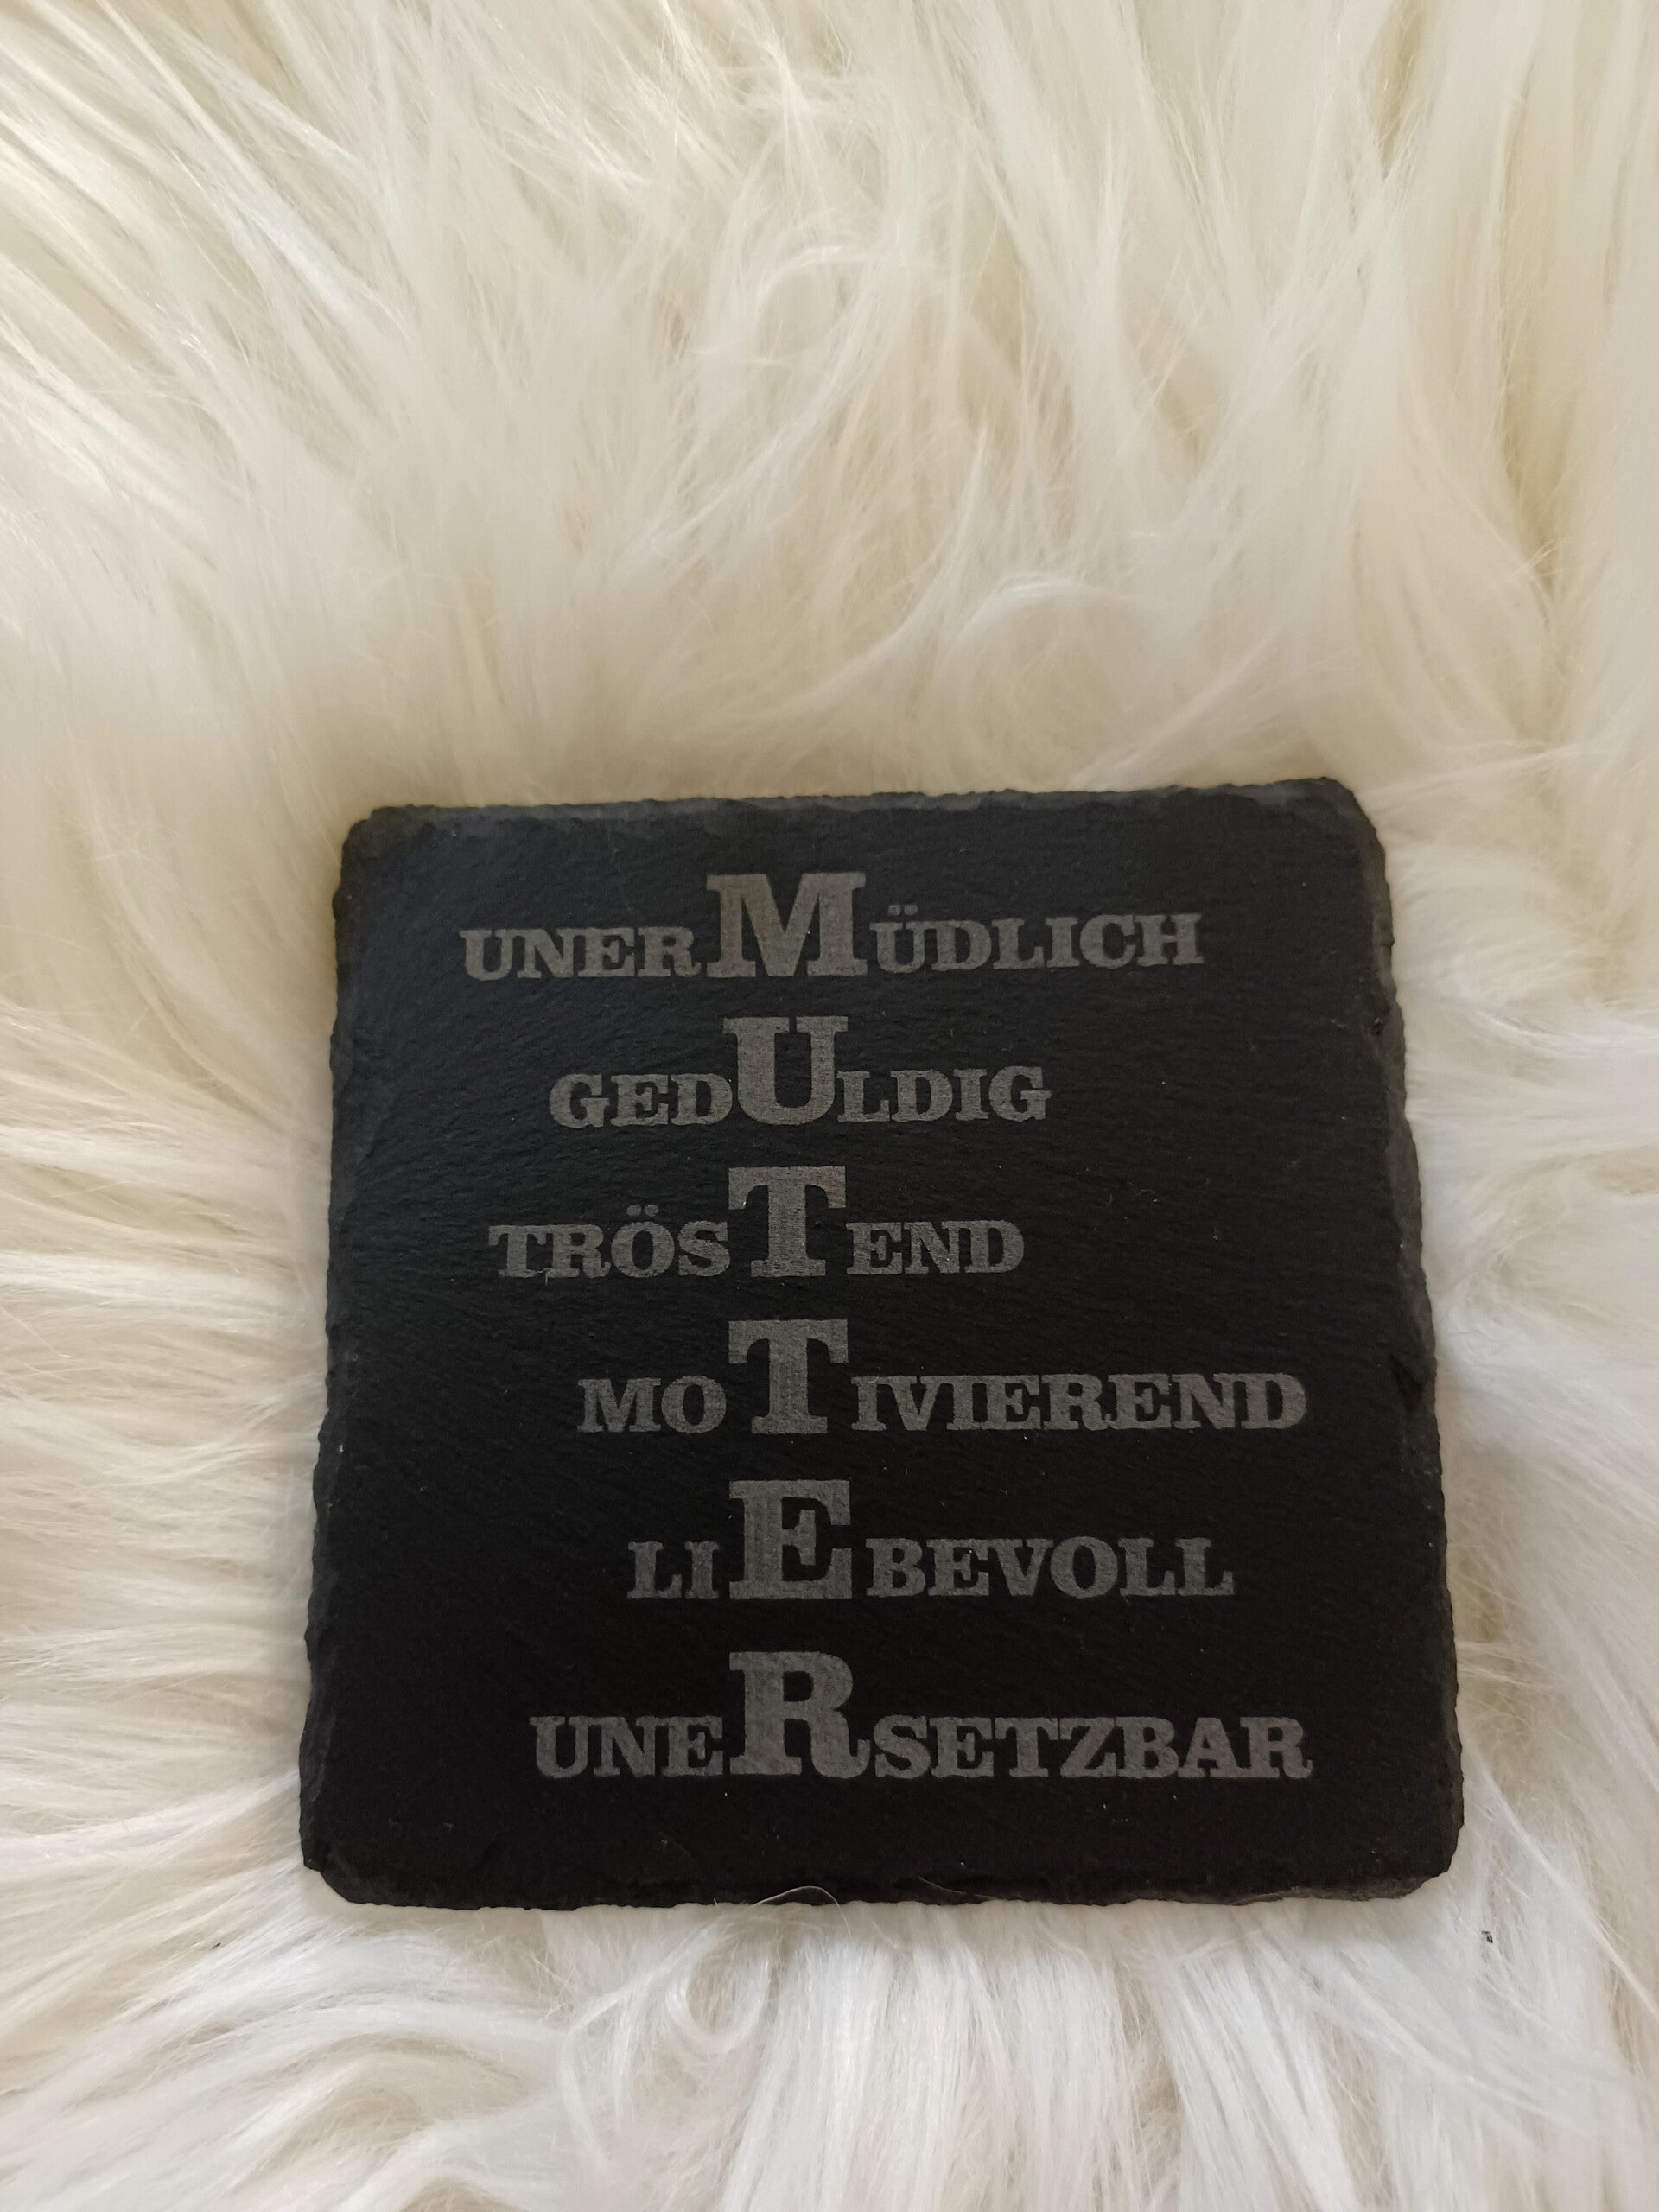 UNERMÜDLICH
GEDULDIG
TRÖSTEND
MOTIVIEREND
LIEBEVOLL
UNERSETZBAR